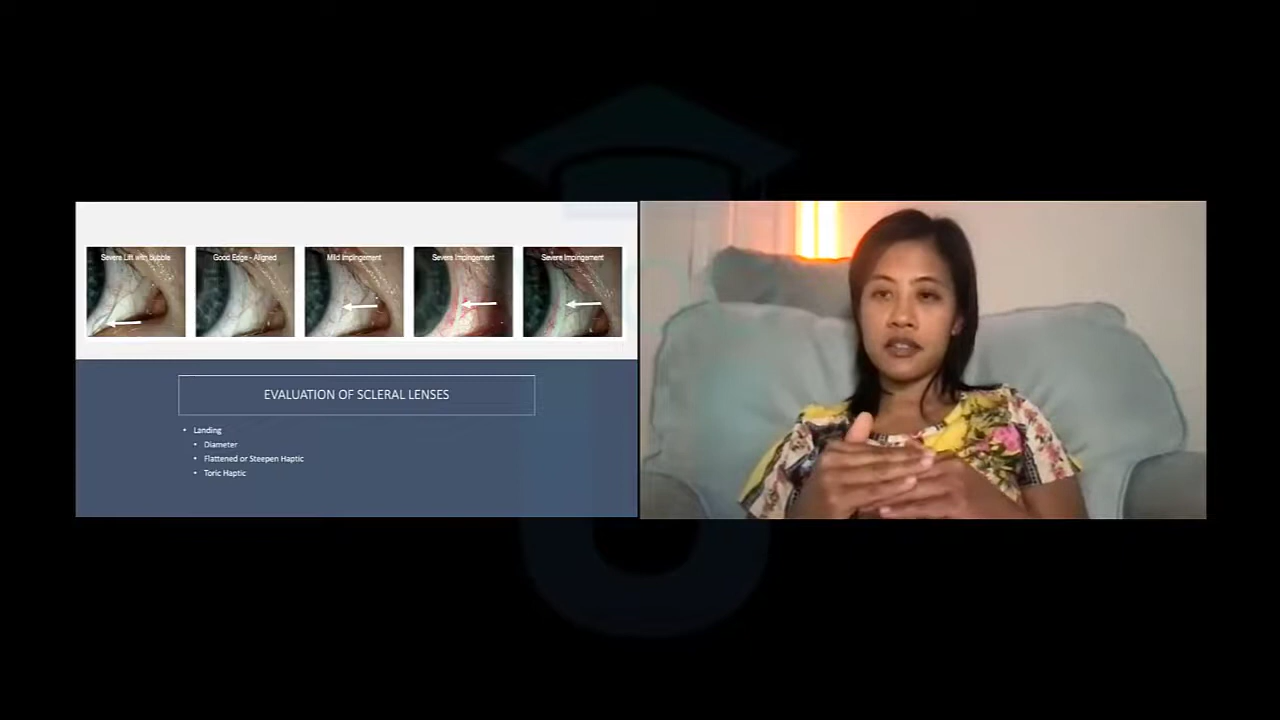 Severe Lift with bubble
Good Edge - Aligned
Mild Impingement
Severe Impingement
Severe Impingement
EVALUATION OF SCLERAL LENSES
• Landing
• Diameter
• Flattened or Steepen Haptic
• Toric Haptic